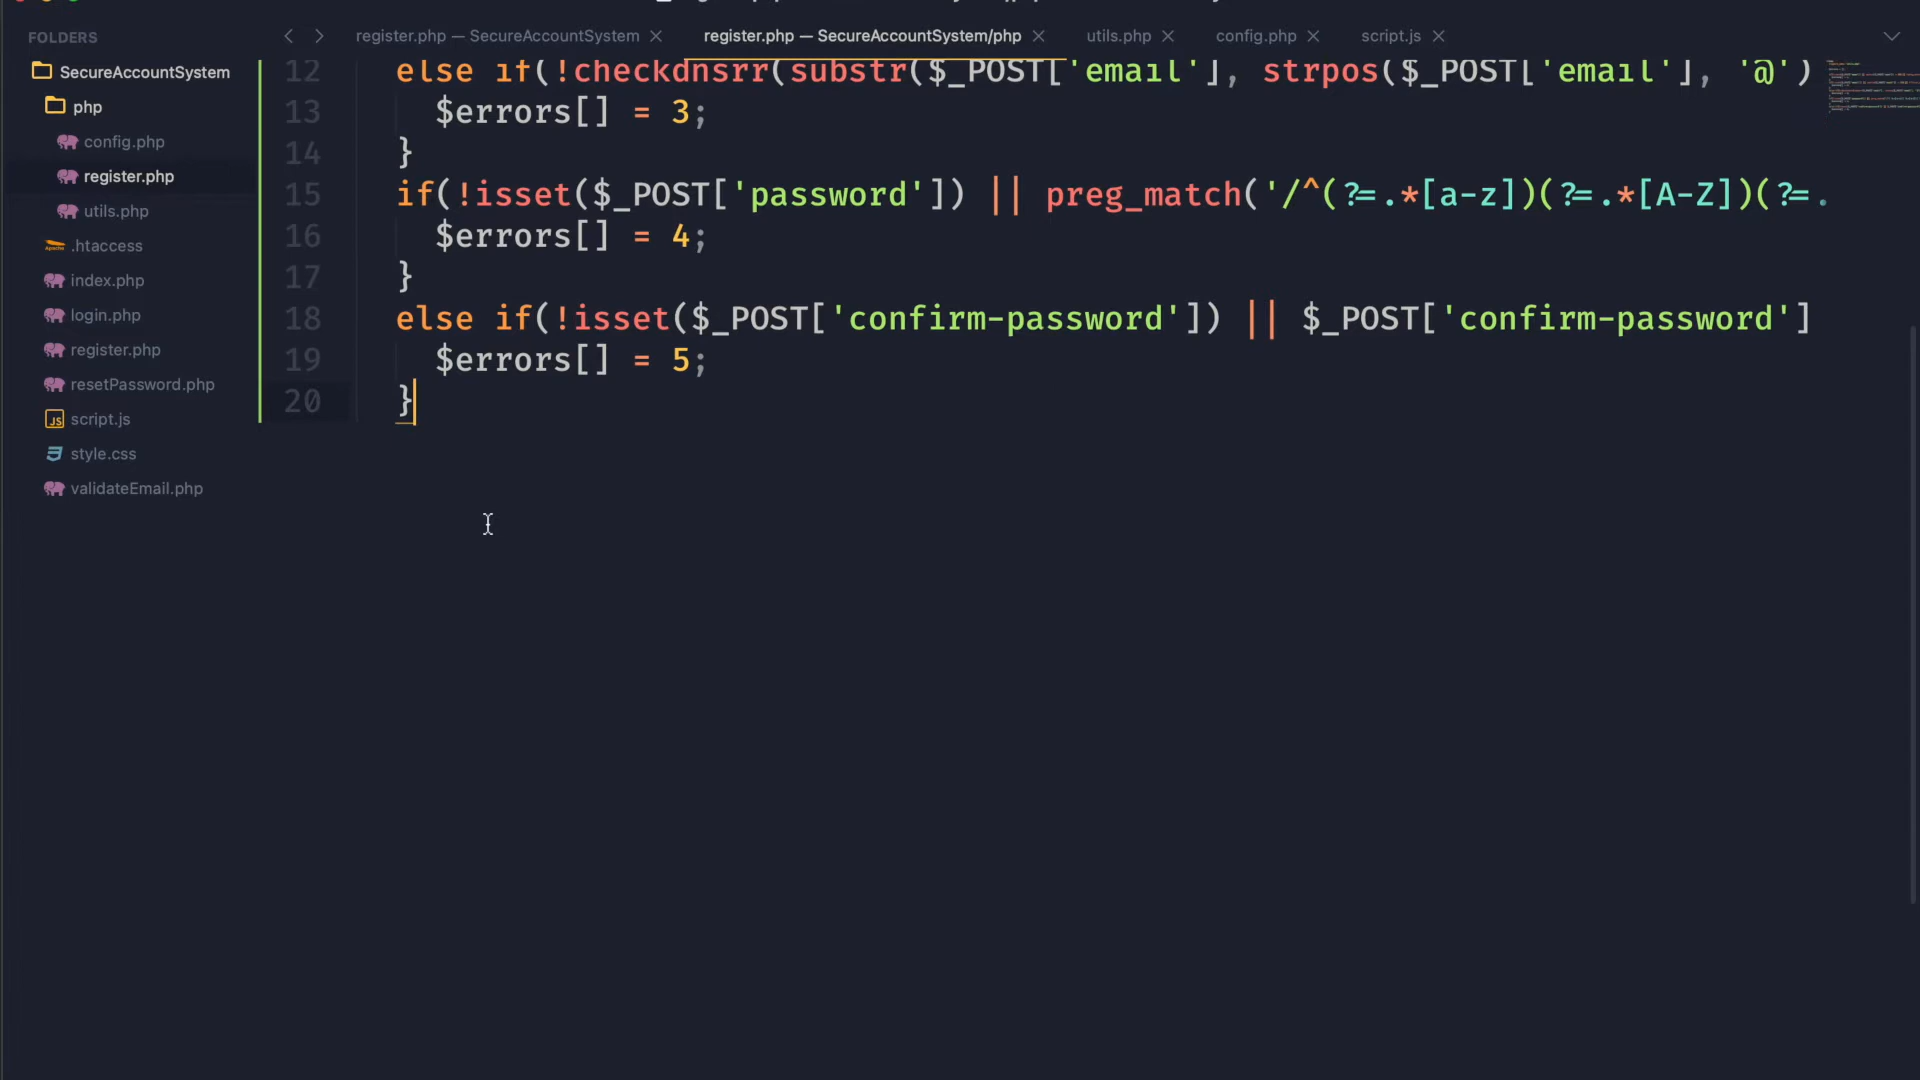 FOLDERS
SecureAccountSystem
php
config.php
register.php
utils.php
.htaccess
index.php
login.php
register.php
resetPassword.php
script.js
style.css
validateEmail.php
register.php — SecureAccountSystem
register.php — SecureAccountSystem/php
utils.php
config.php
script.js
12 else if(!checkdnsrr(substr($_POST['email'], strpos($_POST['email'], '@')
13 $errors[] = 3;
14 }
15 if(!isset($_POST['password']) || preg_match('/^(?=.*[a-z])(?=.*[A-Z])(?=.
16 $errors[] = 4;
17 }
18 else if(!isset($_POST['confirm-password']) || $_POST['confirm-password']
19 $errors[] = 5;
20 }